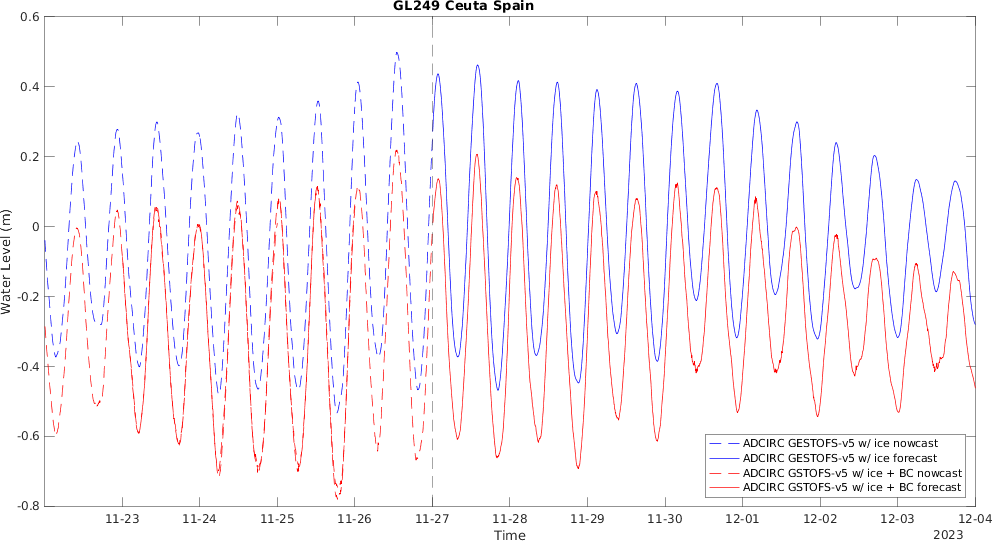 GL249 Ceuta Spain
0.6
0.4
0.2
0
-0.2
-0.4
-0.6
-0.8
Water Level (m)
ADCIRC GESTOFS-v5 w/ ice nowcast
ADCIRC GESTOFS-v5 w/ ice forecast
ADCIRC GSTOFS-v5 w/ ice + BC nowcast
ADCIRC GSTOFS-v5 w/ ice + BC forecast
11-23 11-24 11-25 11-26 11-27 11-28 11-29 11-30 12-01 12-02 12-03 12-04
Time
2023